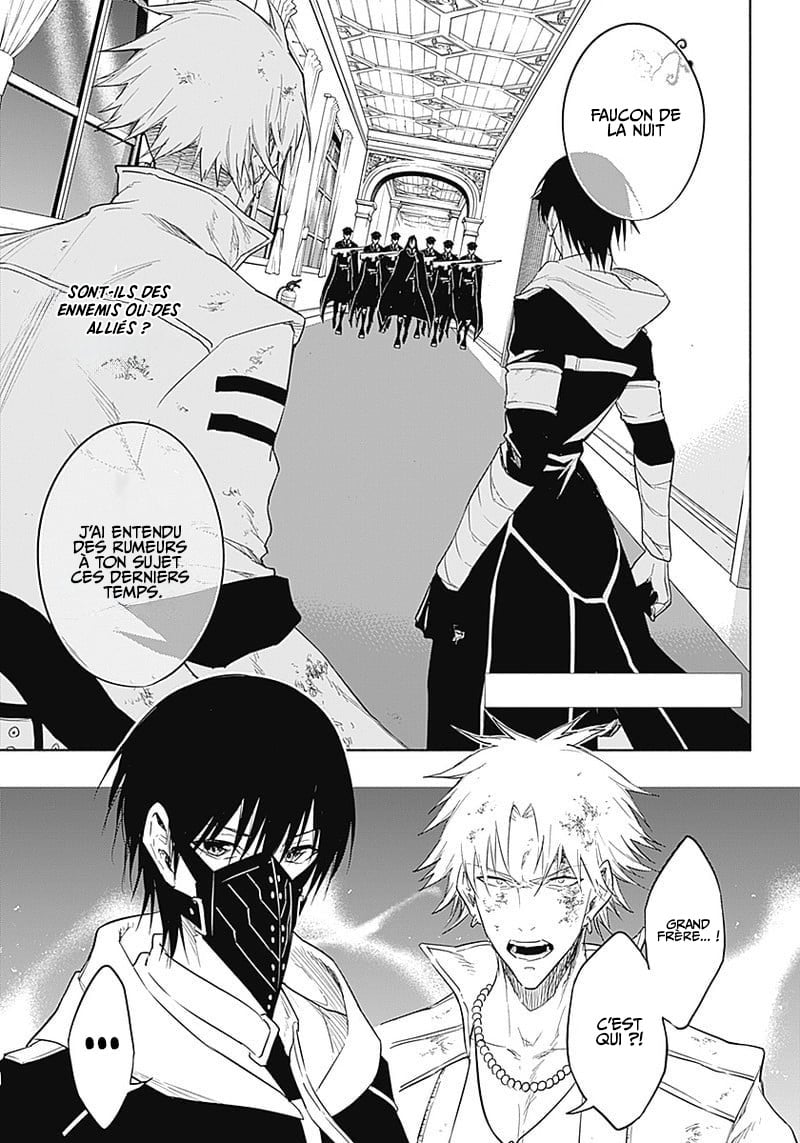 FAUCON DE
LA NUIT
SONT-ILS DES
ENNEMIS OU DES
ALLIÉS ?
J'AI ENTENDU
DES RUMEURS
À TON SUJET
CES DERNIERS
TEMPS.
GRAND
FRÈRE... !
C'EST
QUI ?!
...